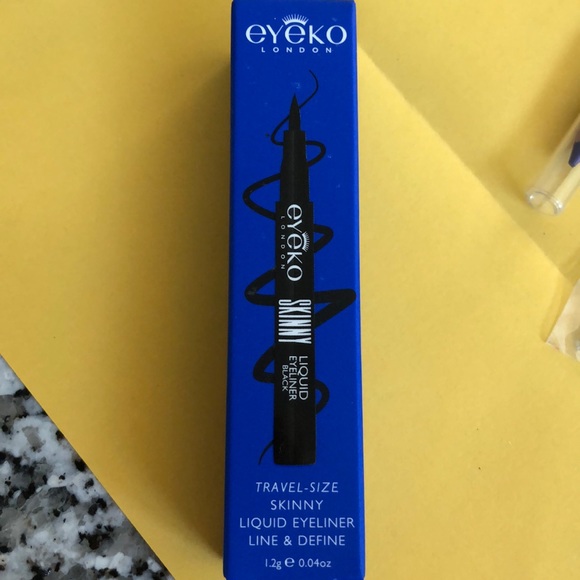 eyeko
LONDON
eyeko
LONDON
SKINNY
LIQUID
EYELINER
BLACK
TRAVEL-SIZE
SKINNY
LIQUID EYELINER
LINE & DEFINE
1.2g e 0.04oz